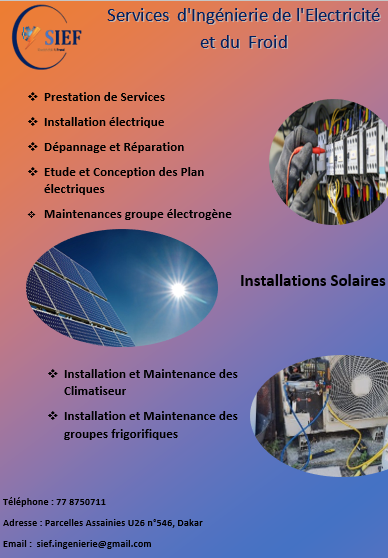 SIEF
Services d'Ingénierie de l'Electricité
et du Froid
❖ Prestation de Services
❖ Installation électrique
❖ Dépannage et Réparation
❖ Etude et Conception des Plan
électriques
❖ Maintenances groupe électrogène
Installations Solaires
❖ Installation et Maintenance des
Climatiseur
❖ Installation et Maintenance des
groupes frigorifiques
Téléphone : 77 8750711
Adresse : Parcelles Assainies U26 n°546, Dakar
Email : sief.ingenierie@gmail.com